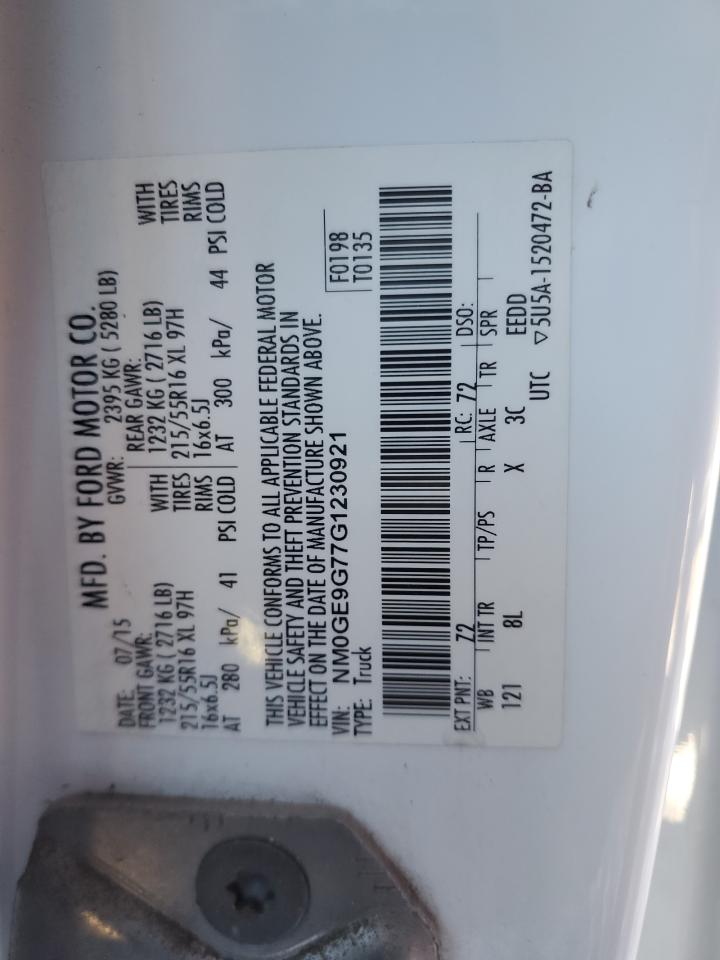 MFD. BY FORD MOTOR CO.
DATE: 07/15 GVWR: 2395 KG ( 5280 LB)
FRONT GAWR: REAR GAWR:
1232 KG ( 2716 LB) WITH 1232 KG ( 2716 LB) WITH
215/55R16 XL 97H TIRES 215/55R16 XL 97H TIRES
16x6.5J RIMS 16x6.5J RIMS
AT 280 kPa/ 41 PSI COLD AT 300 kPa/ 44 PSI COLD
THIS VEHICLE CONFORMS TO ALL APPLICABLE FEDERAL MOTOR
VEHICLE SAFETY AND THEFT PREVENTION STANDARDS IN
EFFECT ON THE DATE OF MANUFACTURE SHOWN ABOVE.
VIN: NM0GE9G77G1230921 F0198
TYPE: Truck T0135
EXT PNT: 72 RC: 72 DSO:
WB INT TR TP/PS R AXLE TR SPR
121 8L X 3C EEDD
UTC ▽5U5A-1520472-BA